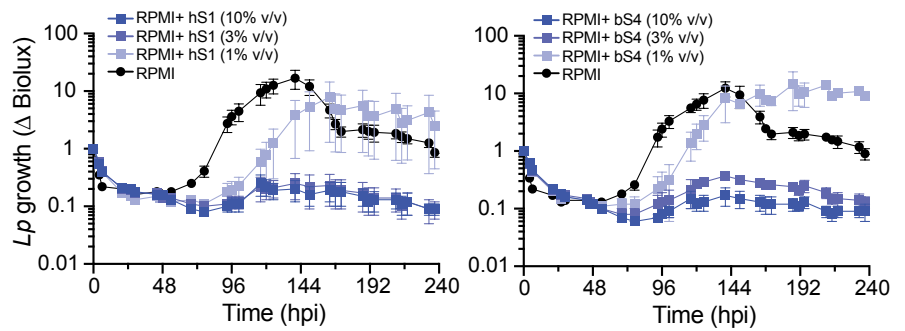 RPMI+ hS1 (10% v/v)
RPMI+ hS1 (3% v/v)
RPMI+ hS1 (1% v/v)
RPMI
100
10
1
0.1
0.01
Lp growth (Δ Biolux)
0 48 96 144 192 240
Time (hpi)
RPMI+ bS4 (10% v/v)
RPMI+ bS4 (3% v/v)
RPMI+ bS4 (1% v/v)
RPMI
100
10
1
0.1
0.01
0 48 96 144 192 240
Time (hpi)